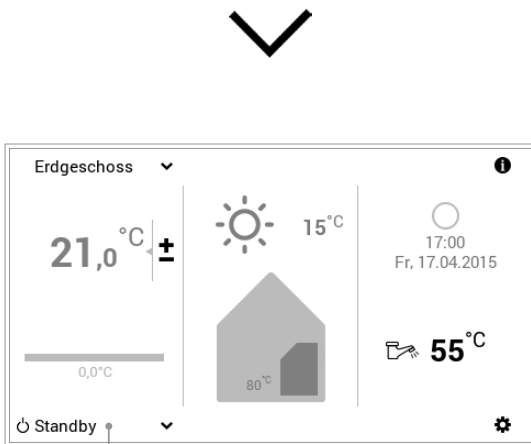 Erdgeschoss
21,0°C
±
0,0°C
Standby
15°C
80°C
17:00
Fr, 17.04.2015
55°C